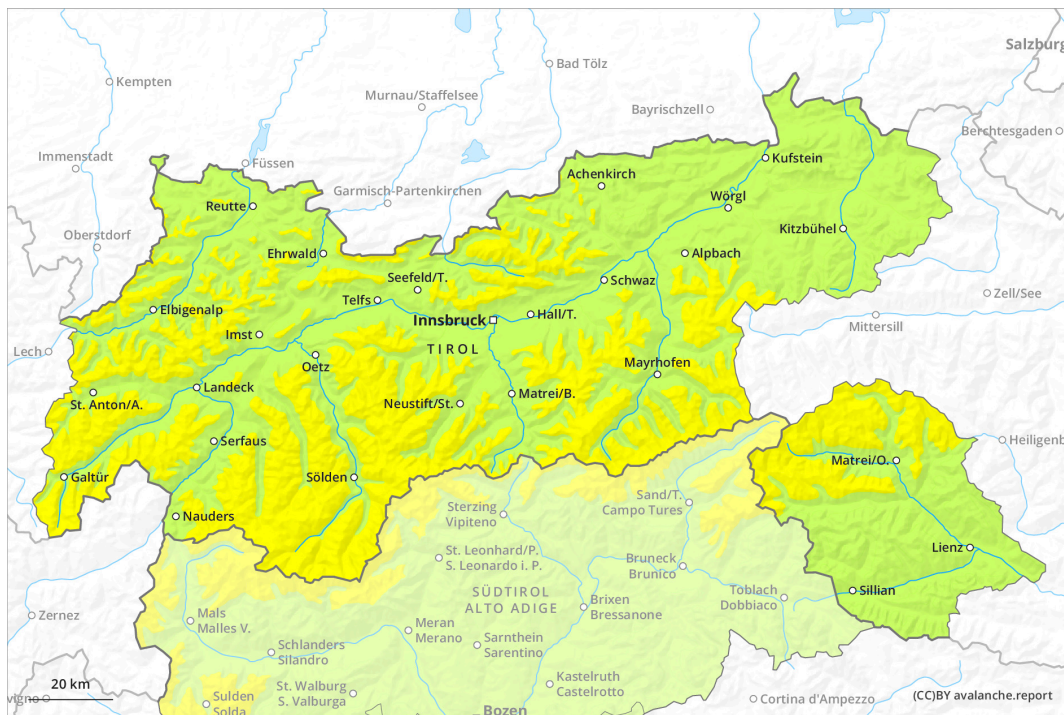 Salzburg
Kempten
Bad Tölz
Murnau/Staffelsee
Bayrischzell
Berchtesgaden
Immenstadt
Füssen
Kufstein
Achenkirch
Garmisch-Partenkirchen
Reutte
Wörgl
Oberstdorf
Kitzbühel
Ehrwald
Alpbach
Seefeld/T.
Schwaz
Zell/See
Telfs
Elbigenalp
Innsbruck
Hall/T.
Mittersill
Imst
TIROL
Lech
Oetz
Mayrhofen
Landeck
St. Anton/A.
Neustift/St.
Matrei/B.
Serfaus
Heiligenb
Matrei/O.
Galtür
Sölden
Sand/T.
Campo Tures
Sterzing
Vipiteno
Nauders
Lienz
St. Leonhard/P.
S. Leonardo i. P.
Bruneck
Brunico
SÜDTIROL
ALTO ADIGE
Toblach
Dobbiaco
Sillian
Zernez
Mals
Malles V.
Brixen
Bressanone
Meran
Merano
Sarnthein
Sarentino
Schlanders
Silandro
20 km
St. Walburg
S. Valburga
Kastelruth
Castelrotto
vigno
Sulden
Solda
Cortina d'Ampezzo
(CC)BY avalanche.report
Bozen